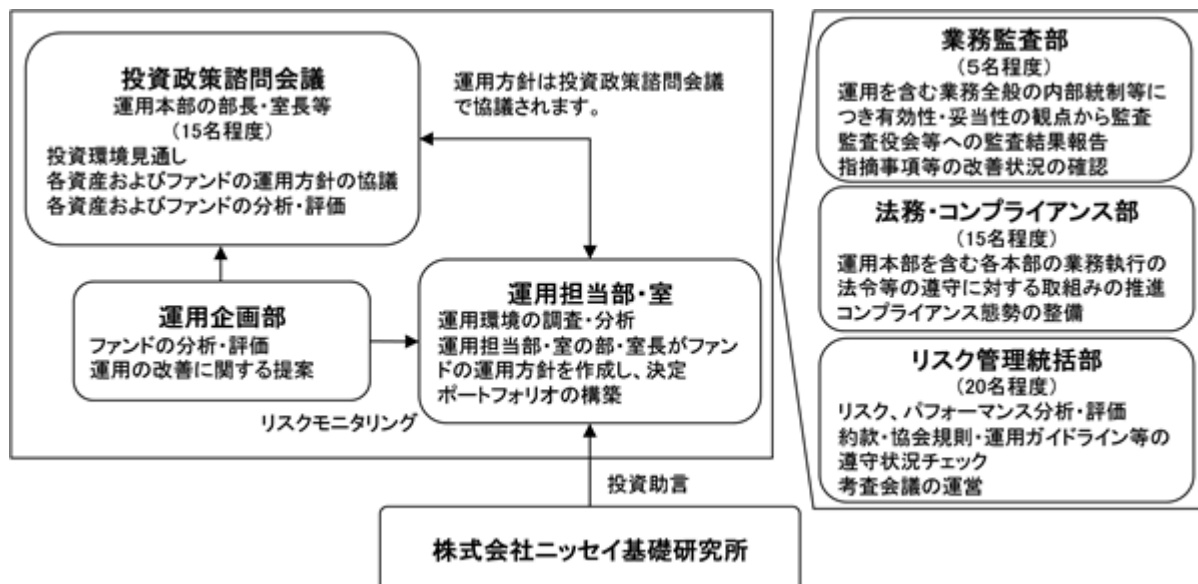 投資政策諮問会議
運用本部の部長・室長等
(15名程度)
投資環境見通し
各資産およびファンドの運用方針の協議
各資産およびファンドの分析・評価
運用方針は投資政策諮問会議
で協議されます。
運用企画部
ファンドの分析・評価
運用の改善に関する提案
リスクモニタリング
運用担当部・室
運用環境の調査・分析
運用担当部・室の部・室長がファン
ドの運用方針を作成し、決定
ポートフォリオの構築
投資助言
株式会社ニッセイ基礎研究所
業務監査部
(5名程度)
運用を含む業務全般の内部統制等に
つき有効性・妥当性の観点から監査
監査役会等への監査結果報告
指摘事項等の改善状況の確認
法務・コンプライアンス部
(15名程度)
運用本部を含む各本部の業務執行の
法令等の遵守に対する取組みの推進
コンプライアンス態勢の整備
リスク管理統括部
(20名程度)
リスク、パフォーマンス分析・評価
約款・協会規則・運用ガイドライン等の
遵守状況チェック
考査会議の運営